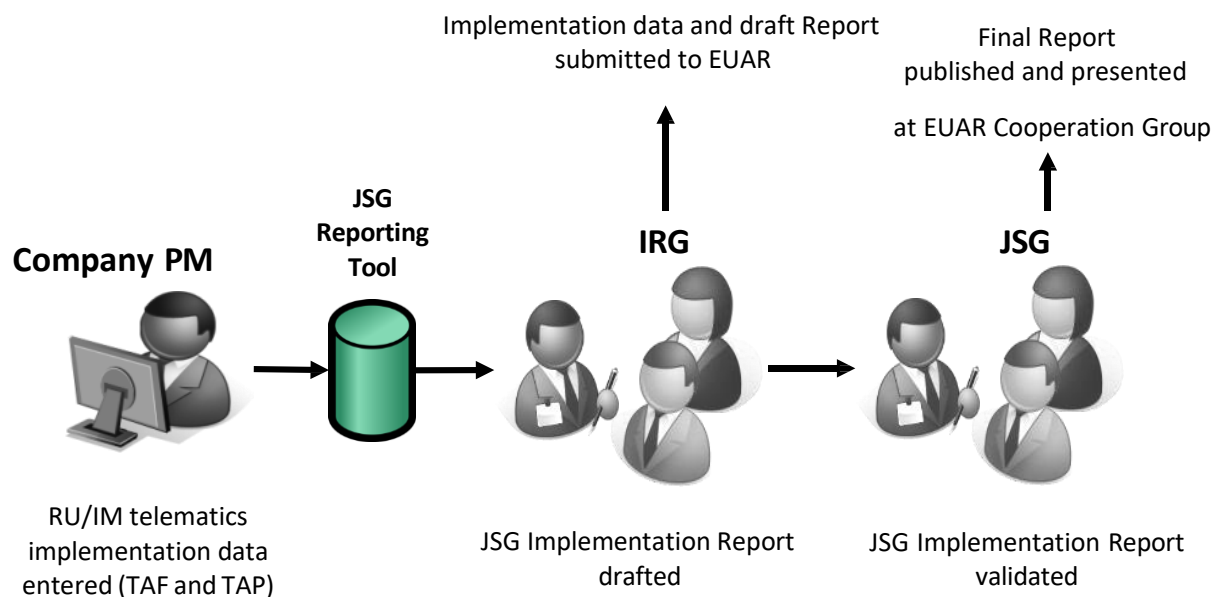 Implementation data and draft Report
submitted to EUAR
Final Report
published and presented
at EUAR Cooperation Group
JSG
Reporting
Tool
Company PM
IRG
JSG
RU/IM telematics
implementation data
entered (TAF and TAP)
JSG Implementation Report
drafted
JSG Implementation Report
validated